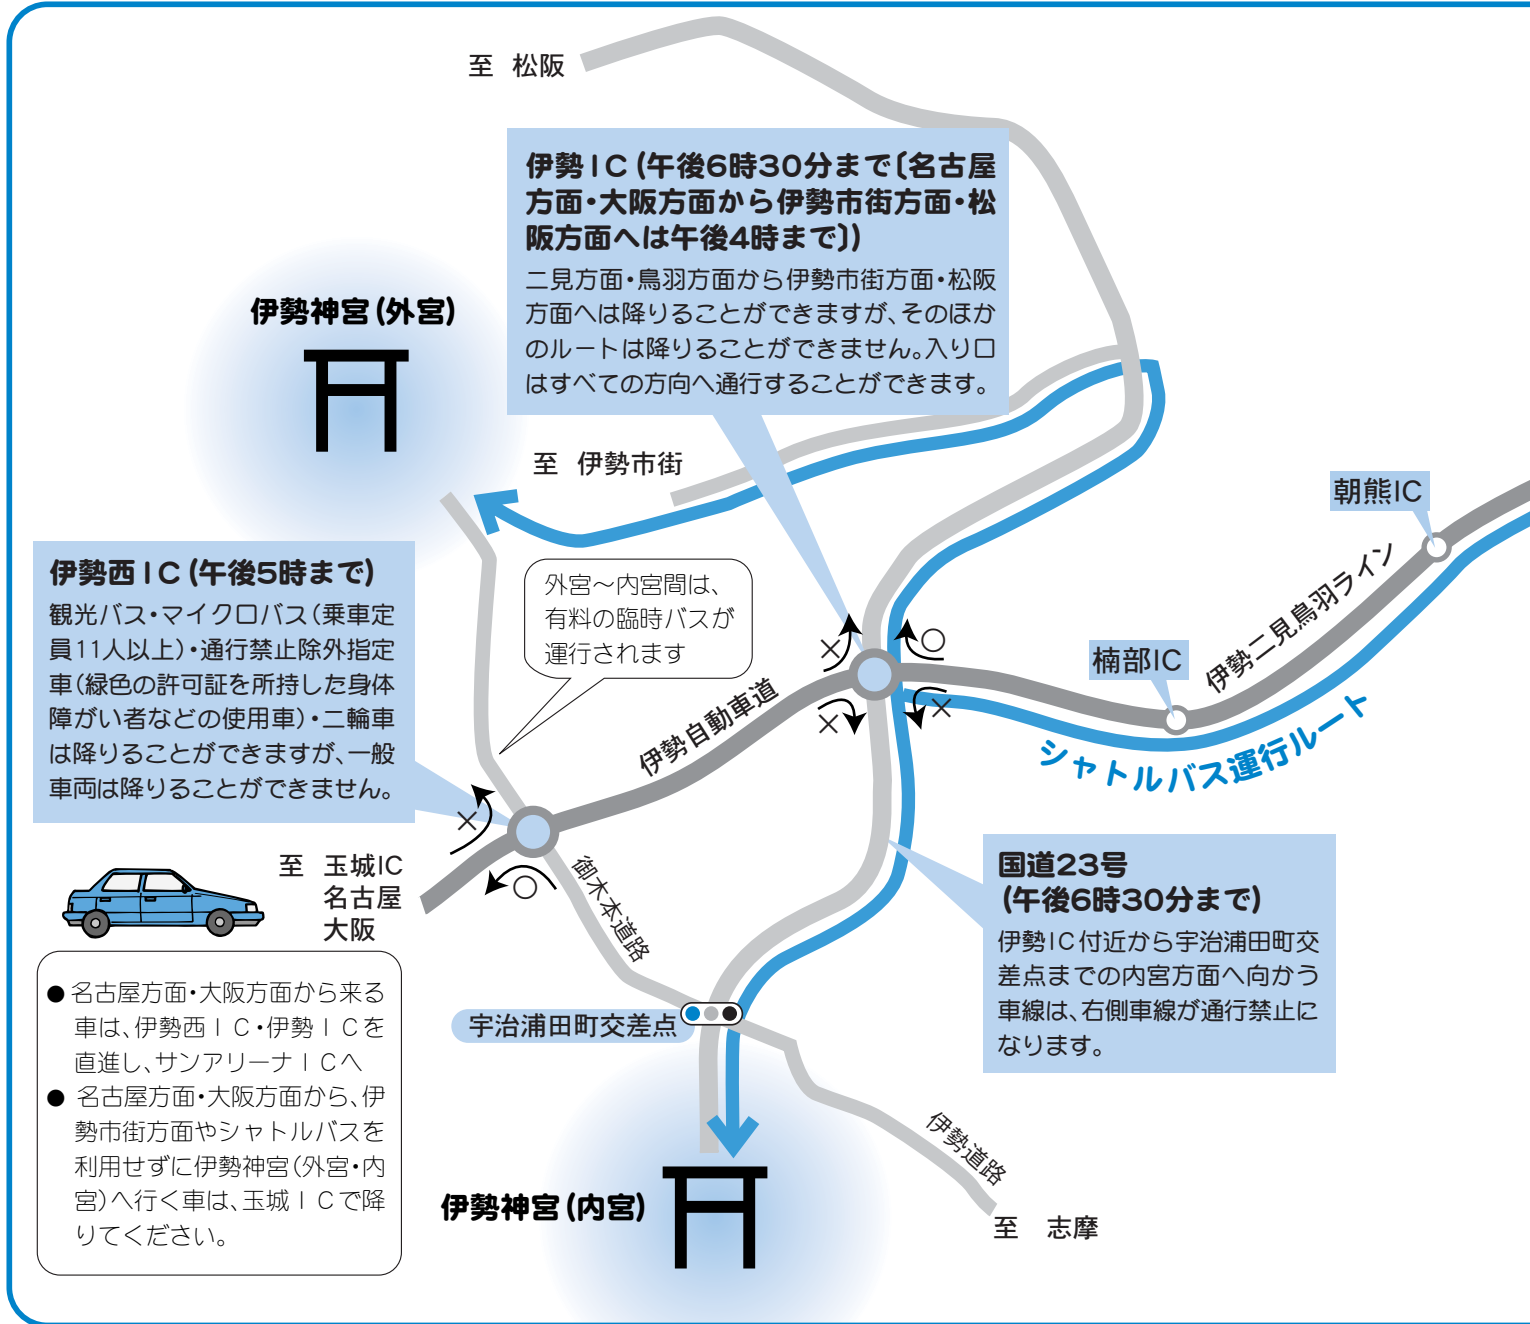 至 松阪
伊勢IC(午後6時30分まで〔名古屋
方面・大阪方面から伊勢市街方面・松
阪方面へは午後4時まで〕)
二見方面・鳥羽方面から伊勢市街方面・松阪
方面へは降りることができますが、そのほか
のルートは降りることができません。入り口
はすべての方向へ通行することができます。
伊勢神宮(外宮)
至 伊勢市街
朝熊IC
伊勢西IC(午後5時まで)
観光バス・マイクロバス(乗車定
員11人以上)・通行禁止除外指定
車(緑色の許可証を所持した身体
障がい者などの使用車)・二輪車
は降りることができますが、一般
車両は降りることができません。
外宮～内宮間は、
有料の臨時バスが
運行されます
×
○
×
×
楠部IC
伊勢二見鳥羽ライン
伊勢自動車道
シャトルバス運行ルート
×
○
至 玉城IC
名古屋
大阪
御木本道路
国道23号
(午後6時30分まで)
伊勢IC付近から宇治浦田町交
差点までの内宮方面へ向かう
車線は、右側車線が通行禁止に
なります。
●名古屋方面・大阪方面から来る
車は、伊勢西IC・伊勢ICを
直進し、サンアリーナICへ
● 名古屋方面・大阪方面から、伊
勢市街方面やシャトルバスを
利用せずに伊勢神宮(外宮・内
宮)へ行く車は、玉城ICで降
りてください。
宇治浦田町交差点
伊勢道路
伊勢神宮(内宮)
至 志摩